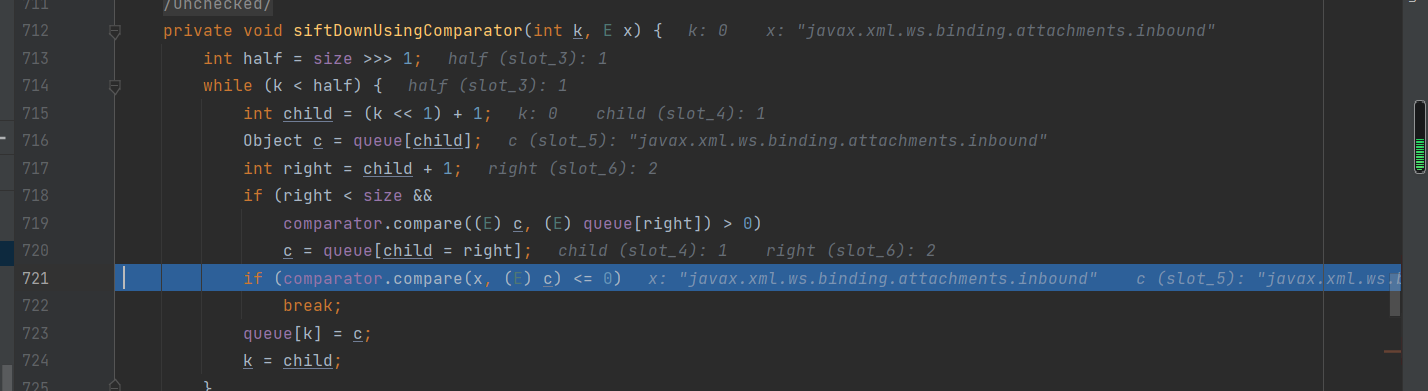 711 /unchecked/
712 private void siftDownUsingComparator(int k, E x) { k: 0 x: "javax.xml.ws.binding.attachments.inbound"
713 int half = size >>> 1; half (slot_3): 1
714 while (k < half) { half (slot_3): 1
715 int child = (k << 1) + 1; k: 0 child (slot_4): 1
716 Object c = queue[child]; c (slot_5): "javax.xml.ws.binding.attachments.inbound"
717 int right = child + 1; right (slot_6): 2
718 if (right < size &&
719 comparator.compare((E) c, (E) queue[right]) > 0)
720 c = queue[child = right]; child (slot_4): 1 right (slot_6): 2
721 if (comparator.compare(x, (E) c) <= 0) x: "javax.xml.ws.binding.attachments.inbound" c (slot_5): "javax.xml.ws.b
722 break;
723 queue[k] = c;
724 k = child;
725 }